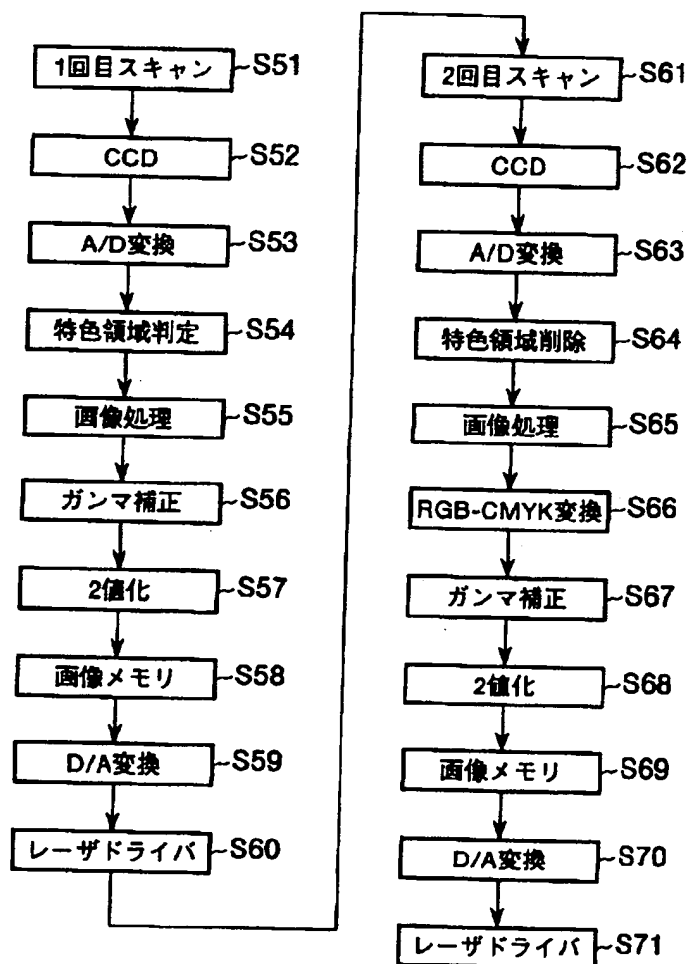 1回目スキャン ~S51
CCD ~S52
A/D変換 ~S53
特色領域判定 ~S54
画像処理 ~S55
ガンマ補正 ~S56
2値化 ~S57
画像メモリ ~S58
D/A変換 ~S59
レーザドライバ ~S60
2回目スキャン ~S61
CCD ~S62
A/D変換 ~S63
特色領域削除 ~S64
画像処理 ~S65
RGB-CMYK変換 ~S66
ガンマ補正 ~S67
2値化 ~S68
画像メモリ ~S69
D/A変換 ~S70
レーザドライバ ~S71